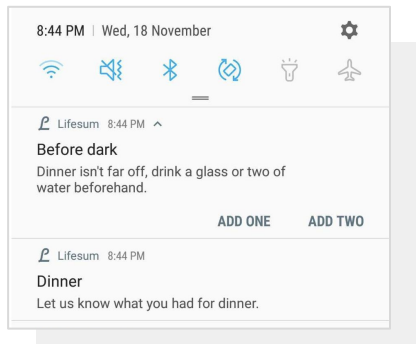 8:44 PM | Wed, 18 November
Lifesum 8:44 PM
Before dark
Dinner isn't far off, drink a glass or two of
water beforehand.
ADD ONE ADD TWO
Lifesum 8:44 PM
Dinner
Let us know what you had for dinner.